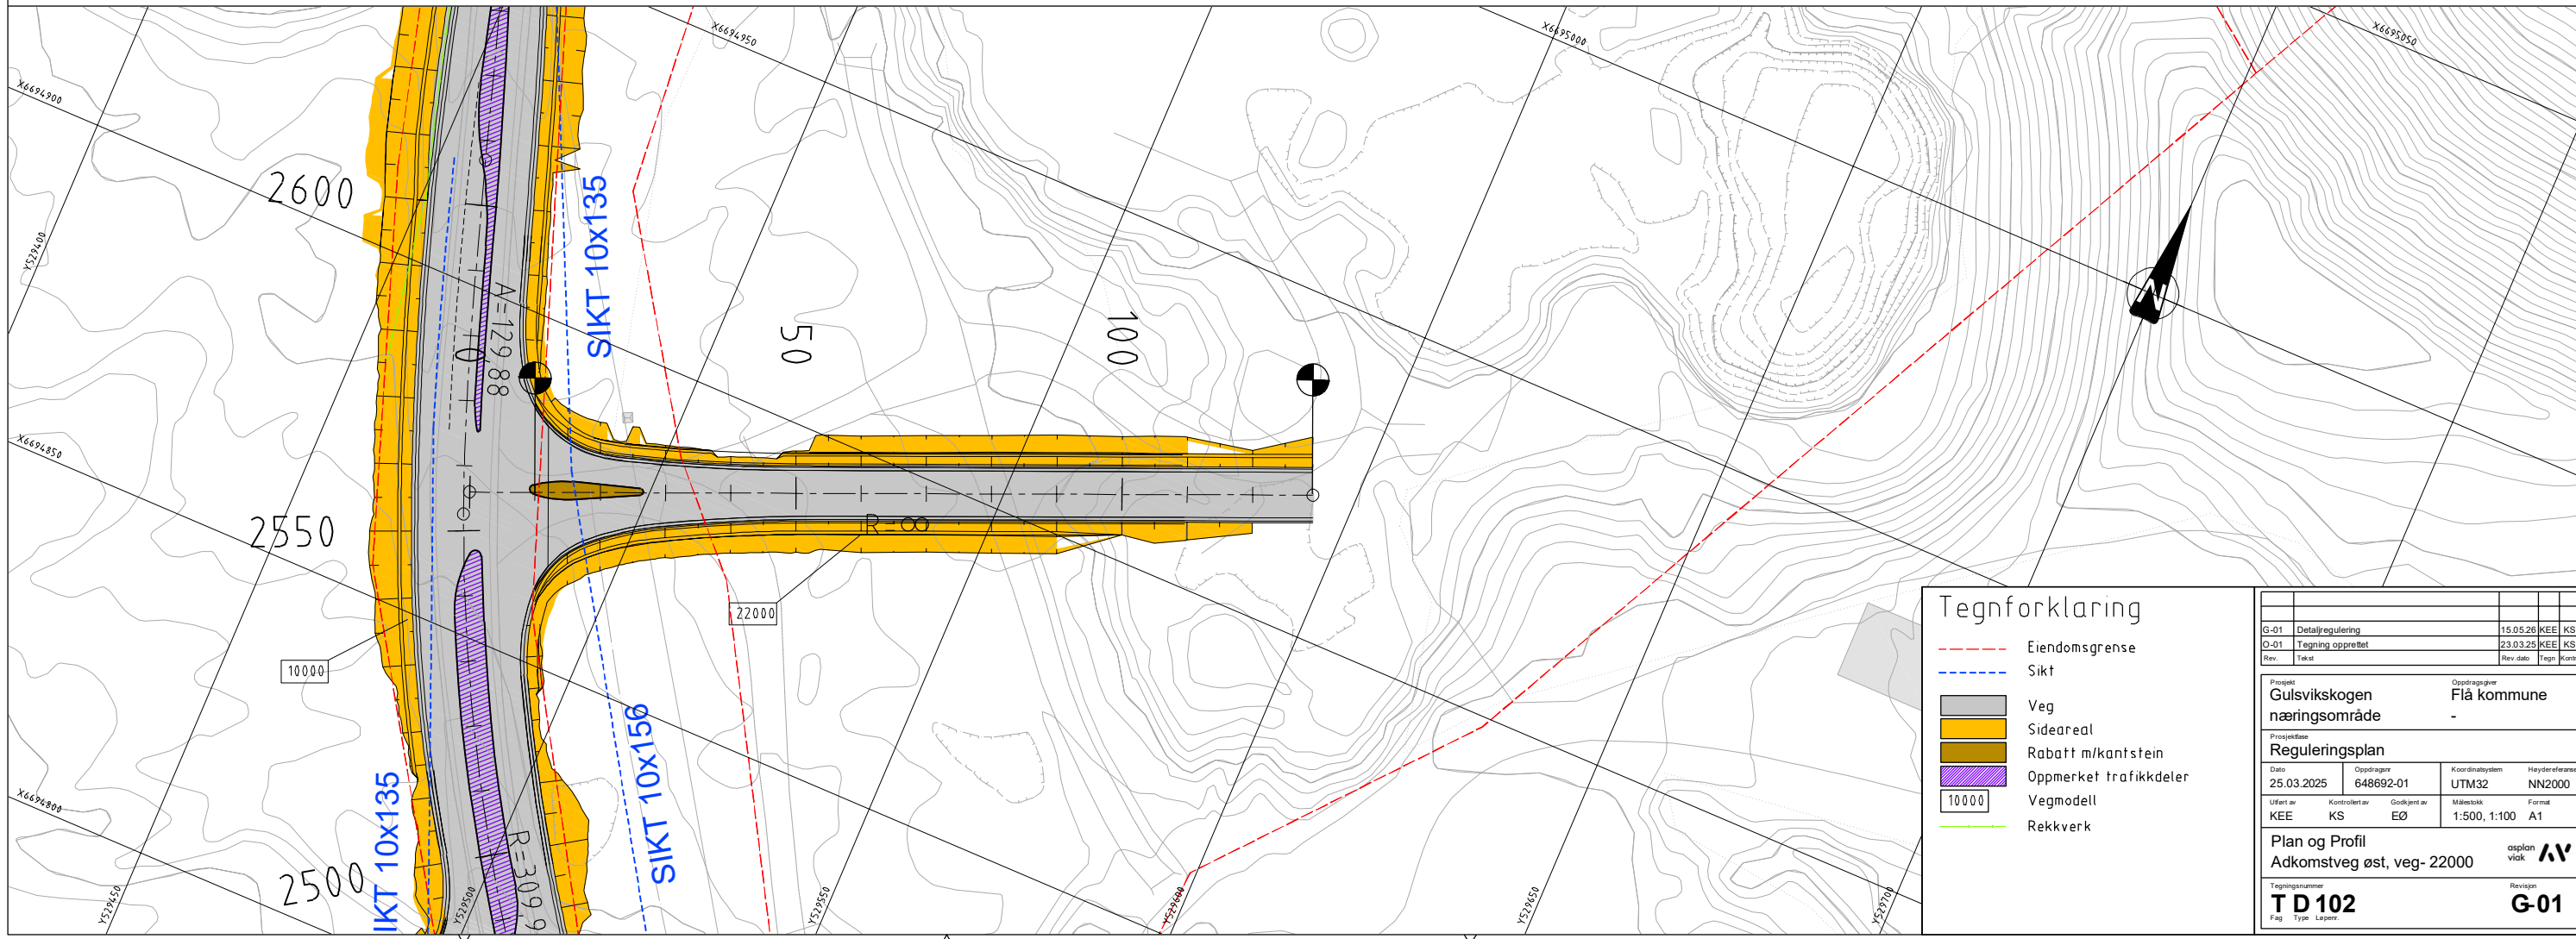 X6694950
X6695000
X6695050
X6694900
2600
Y529400
SIKT 10x135
A=129,88
0
50
100
N
X6694850
2550
R=∞
22000
10000
SIKT 10x156
IKT 10x135
X6694800
2500
R=309,9
Y529450
Y529500
Y529550
Y529600
Y529650
Y529700
Tegnforklaring
Eiendomsgrense
Sikt
Veg
Sideareal
Rabatt m/kantstein
Oppmerket trafikkdeler
10000 Vegmodell
Rekkverk
G-01 Detaljregulering 15.05.26 KEE KS
O-01 Tegning opprettet 23.03.25 KEE KS
Rev. Tekst Rev.dato Tegn Kontr
Prosjekt Oppdragsgiver
Gulsvikskogen Flå kommune
næringsområde -
Prosjektfase
Reguleringsplan
Dato Oppdragsnr Koordinatsystem Høydereferanse
25.03.2025 648692-01 UTM32 NN2000
Utført av Kontrollert av Godkjent av Målestokk Format
KEE KS EØ 1:500, 1:100 A1
Plan og Profil
Adkomstveg øst, veg- 22000
asplan
viak
Tegningsnummer Revisjon
T D 102 G-01
Fag Type Løpenr.